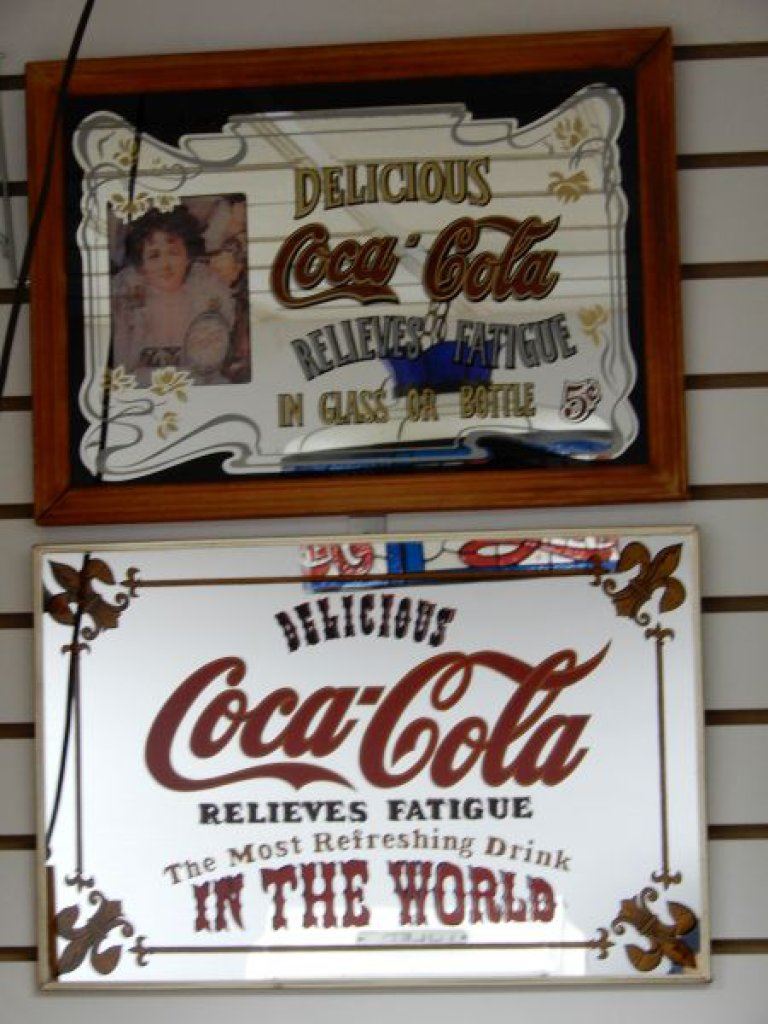 DELICIOUS
Coca-Cola
RELIEVES FATIGUE
IN GLASS OR BOTTLE 5¢
DELICIOUS
Coca-Cola
RELIEVES FATIGUE
The Most Refreshing Drink
IN THE WORLD